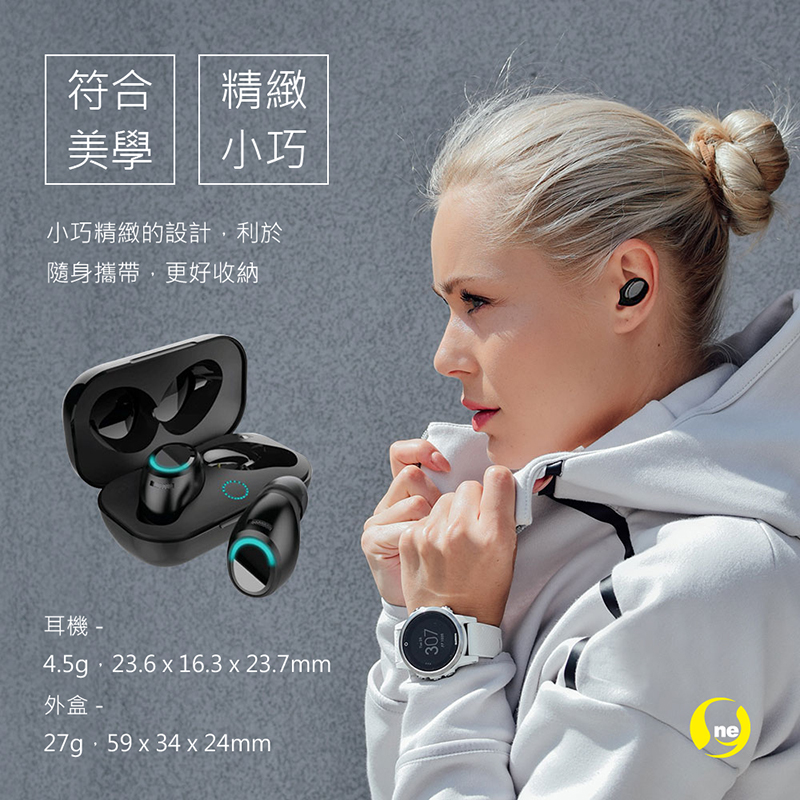 符合
美學
精緻
小巧
小巧精緻的設計，利於
隨身攜帶，更好收納
耳機 -
4.5g，23.6 x 16.3 x 23.7mm
外盒 -
27g，59 x 34 x 24mm
307
ne